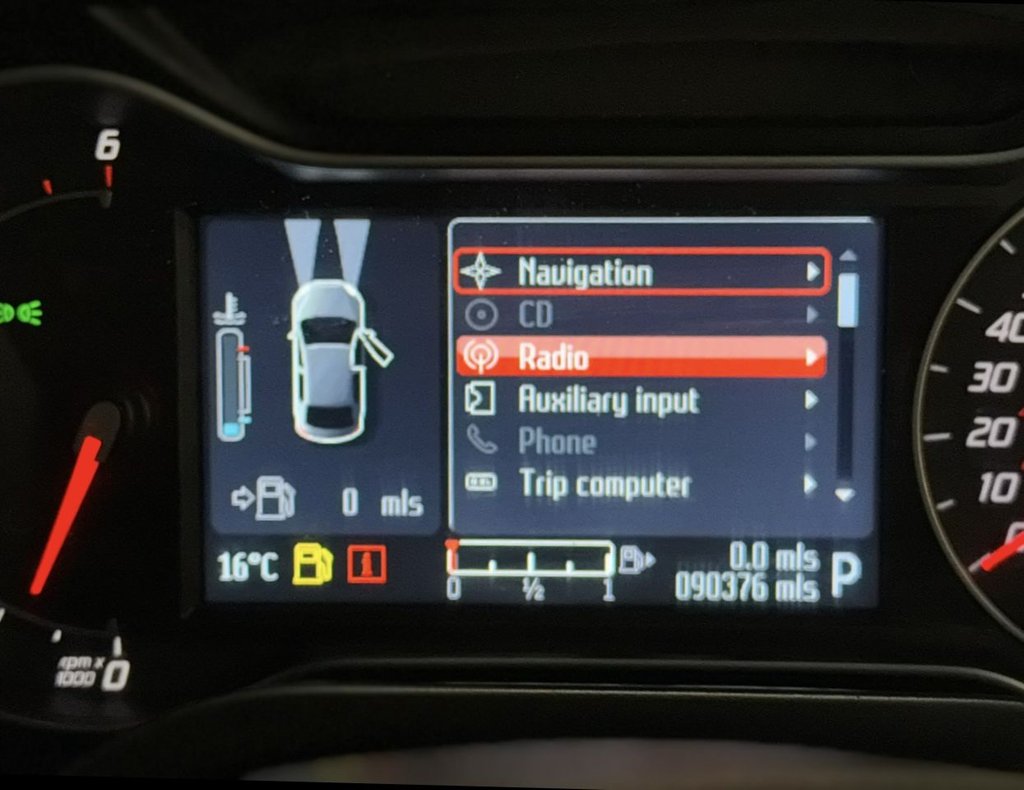 6
Navigation
CD
Radio
Auxiliary input
Phone
Trip computer
0 mls
16°C
0 ½ 1
0.0 mls
090376 mls
P
rpm x
1000
0
40
30
20
10